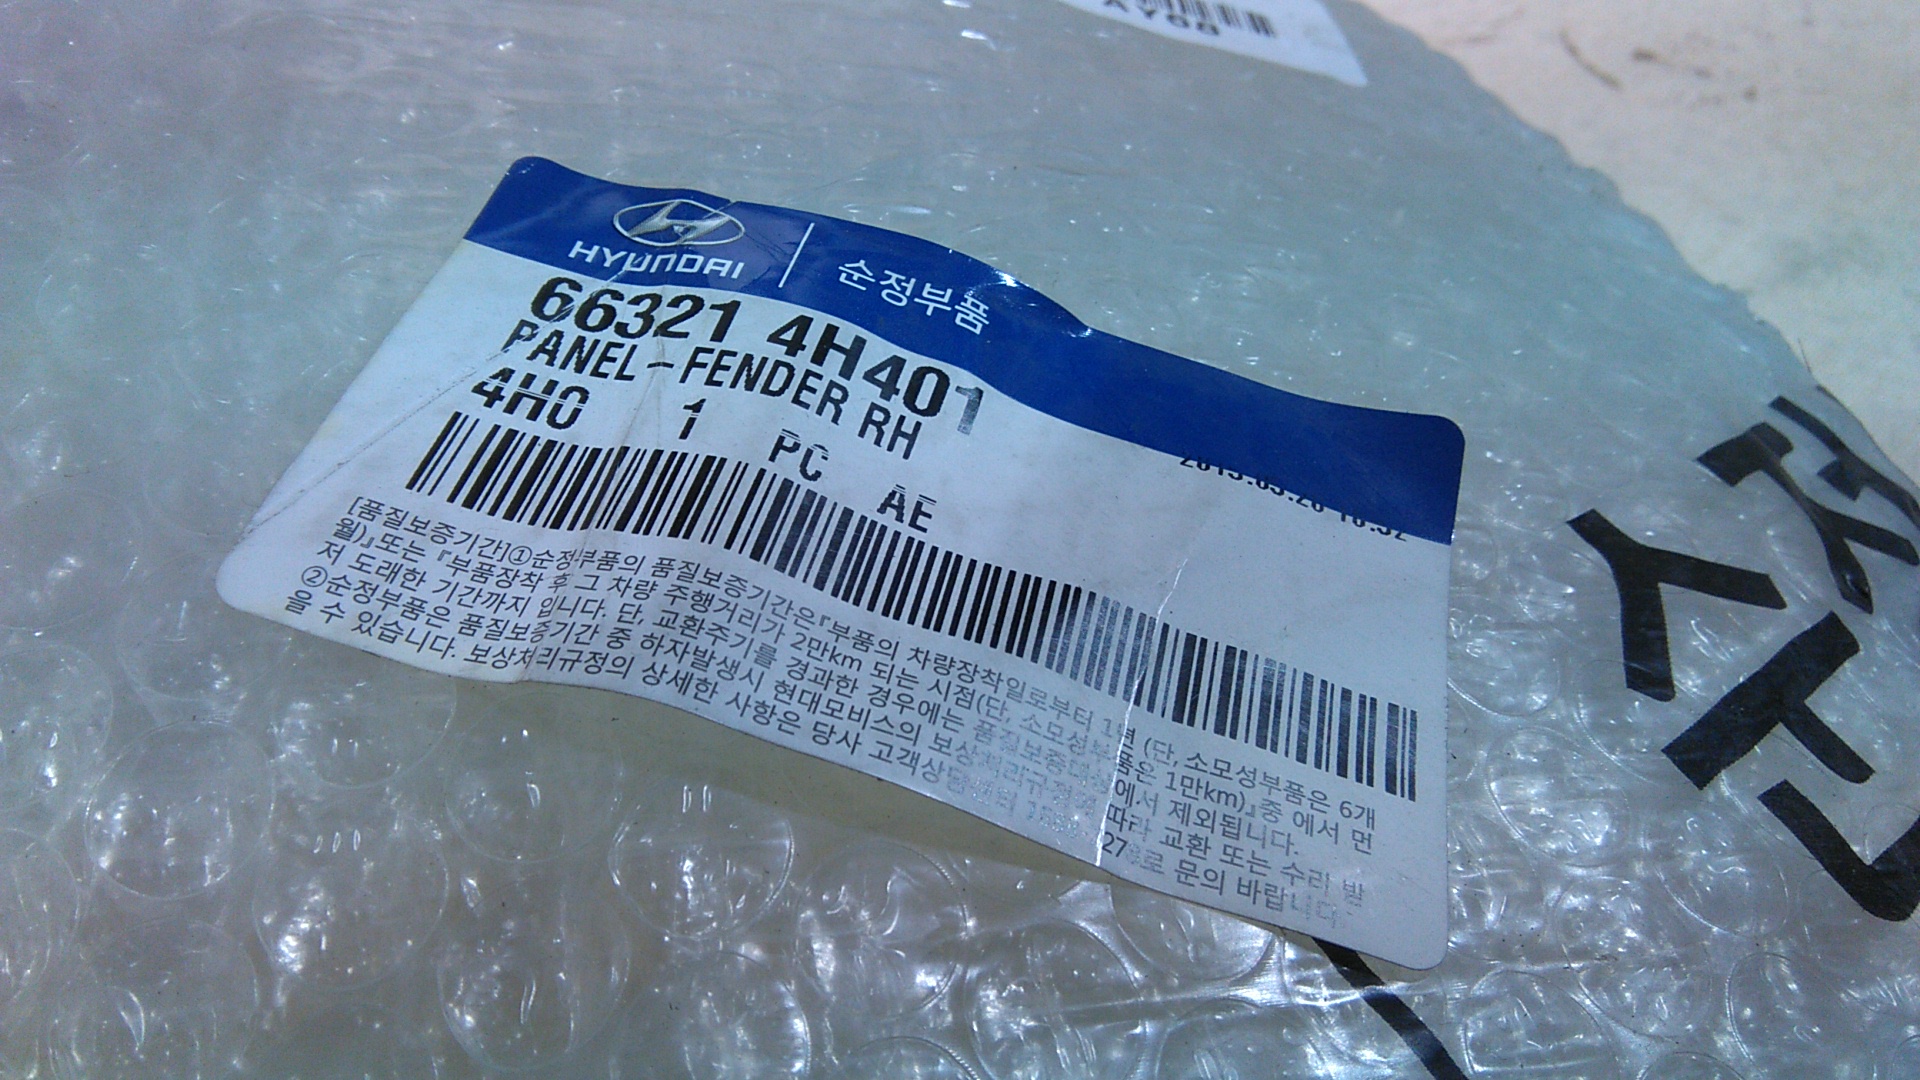 AY08
HYUNDAI 순정부품
66321 4H401
PANEL-FENDER RH
4H0 1 PC AE
[품질보증기간]①순정부품의 품질보증기간은『부품의 차량장착일로부터 1년 (단, 소모성부품은 6개
월)』또는 『부품장착 후 그 차량 주행거리가 2만km 되는 시점(단, 소모성부품은 1만km)』중 에서 먼
저 도래한 기간까지 입니다. 단, 교환주기를 경과한 경우에는 품질보증대상에서 제외됩니다.
②순정부품은 품질보증기간 중 하자발생시 현대모비스의 보상처리규정에 따라 교환 또는 수리 받
을 수 있습니다. 보상처리규정의 상세한 사항은 당사 고객상담센터 문의 바랍니다.